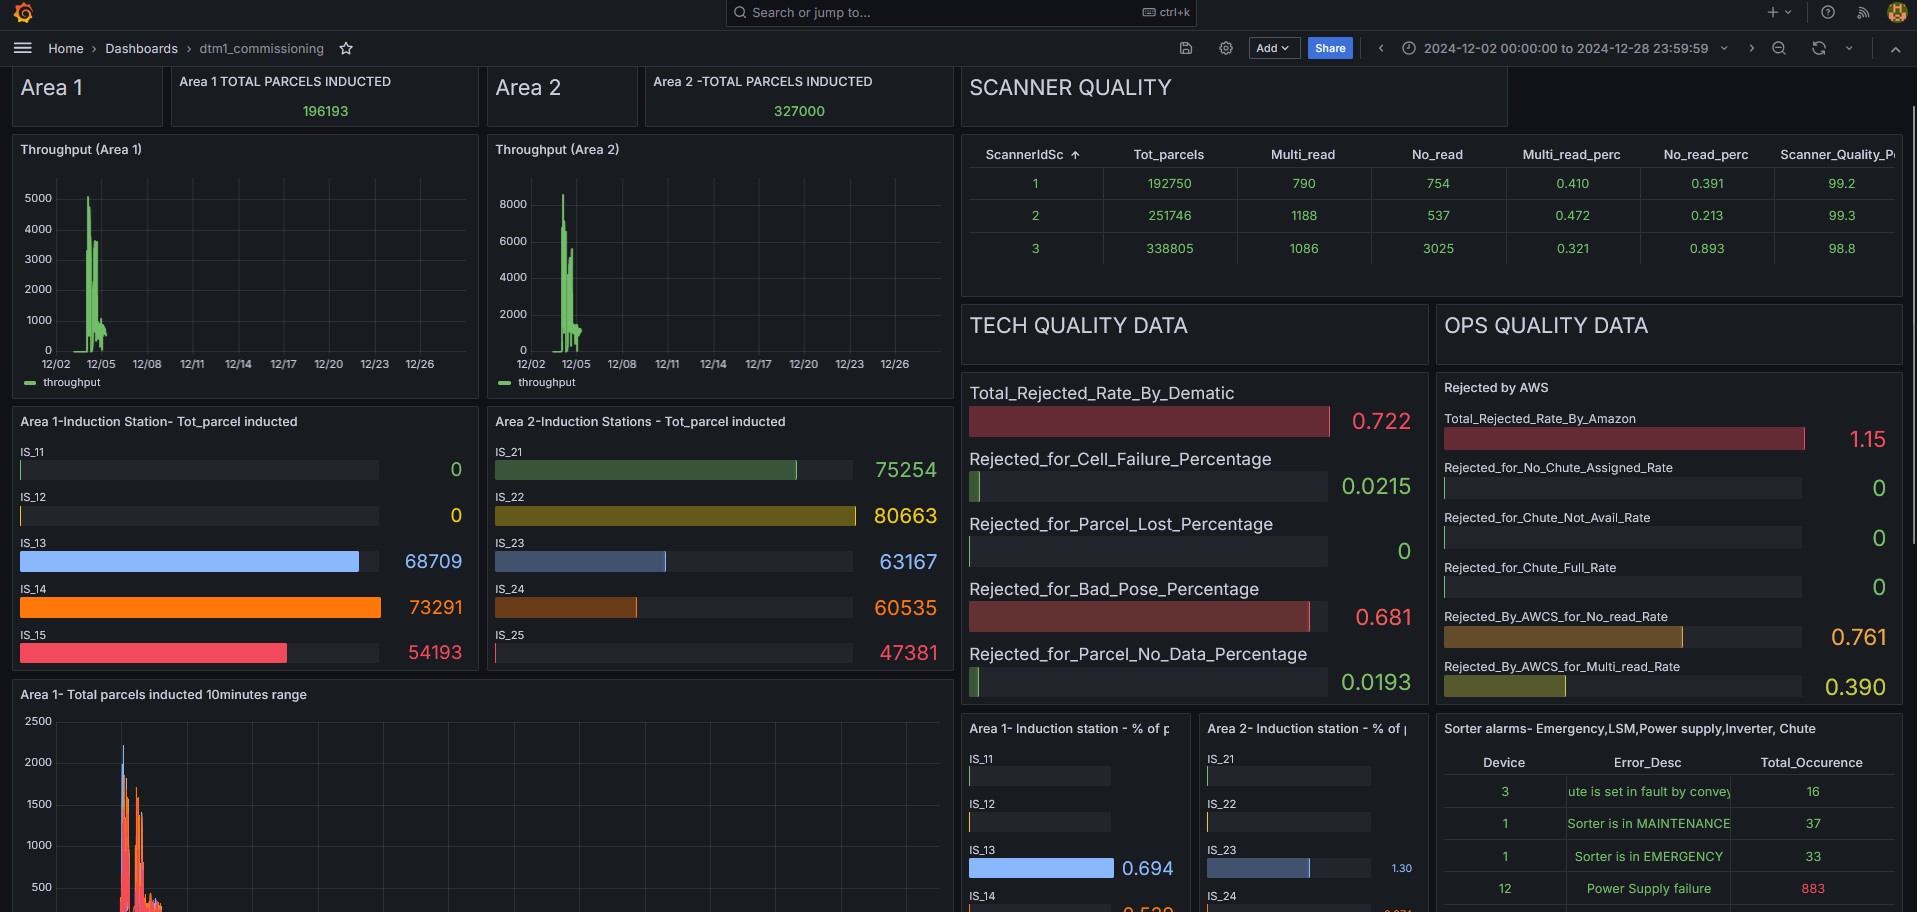 Search or jump to...
ctrl+k
Home › Dashboards › dtm1_commissioning
Add
Share
2024-12-02 00:00:00 to 2024-12-28 23:59:59
Area 1
Area 1 TOTAL PARCELS INDUCTED
196193
Area 2
Area 2 -TOTAL PARCELS INDUCTED
327000
SCANNER QUALITY
Throughput (Area 1)
5000
4000
3000
2000
1000
0
12/02 12/05 12/08 12/11 12/14 12/17 12/20 12/23 12/26
throughput
Throughput (Area 2)
8000
6000
4000
2000
0
12/02 12/05 12/08 12/11 12/14 12/17 12/20 12/23 12/26
throughput
ScannerIdSc Tot_parcels Multi_read No_read Multi_read_perc No_read_perc Scanner_Quality_P
1 192750 790 754 0.410 0.391 99.2
2 251746 1188 537 0.472 0.213 99.3
3 338805 1086 3025 0.321 0.893 98.8
TECH QUALITY DATA
OPS QUALITY DATA
Area 1-Induction Station- Tot_parcel inducted
IS_11
0
IS_12
0
IS_13
68709
IS_14
73291
IS_15
54193
Area 2-Induction Stations - Tot_parcel inducted
IS_21
75254
IS_22
80663
IS_23
63167
IS_24
60535
IS_25
47381
Total_Rejected_Rate_By_Dematic
0.722
Rejected_for_Cell_Failure_Percentage
0.0215
Rejected_for_Parcel_Lost_Percentage
0
Rejected_for_Bad_Pose_Percentage
0.681
Rejected_for_Parcel_No_Data_Percentage
0.0193
Rejected by AWS
Total_Rejected_Rate_By_Amazon
1.15
Rejected_for_No_Chute_Assigned_Rate
0
Rejected_for_Chute_Not_Avail_Rate
0
Rejected_for_Chute_Full_Rate
0
Rejected_By_AWCS_for_No_read_Rate
0.761
Rejected_By_AWCS_for_Multi_read_Rate
0.390
Area 1- Total parcels inducted 10minutes range
2500
2000
1500
1000
500
Area 1- Induction station - % of p
IS_11
IS_12
IS_13
0.694
IS_14
Area 2- Induction station - % of
IS_21
IS_22
IS_23
1.30
IS_24
Sorter alarms- Emergency,LSM,Power supply,Inverter, Chute
Device Error_Desc Total_Occurence
3 ute is set in fault by convey 16
1 Sorter is in MAINTENANCE 37
1 Sorter is in EMERGENCY 33
12 Power Supply failure 883